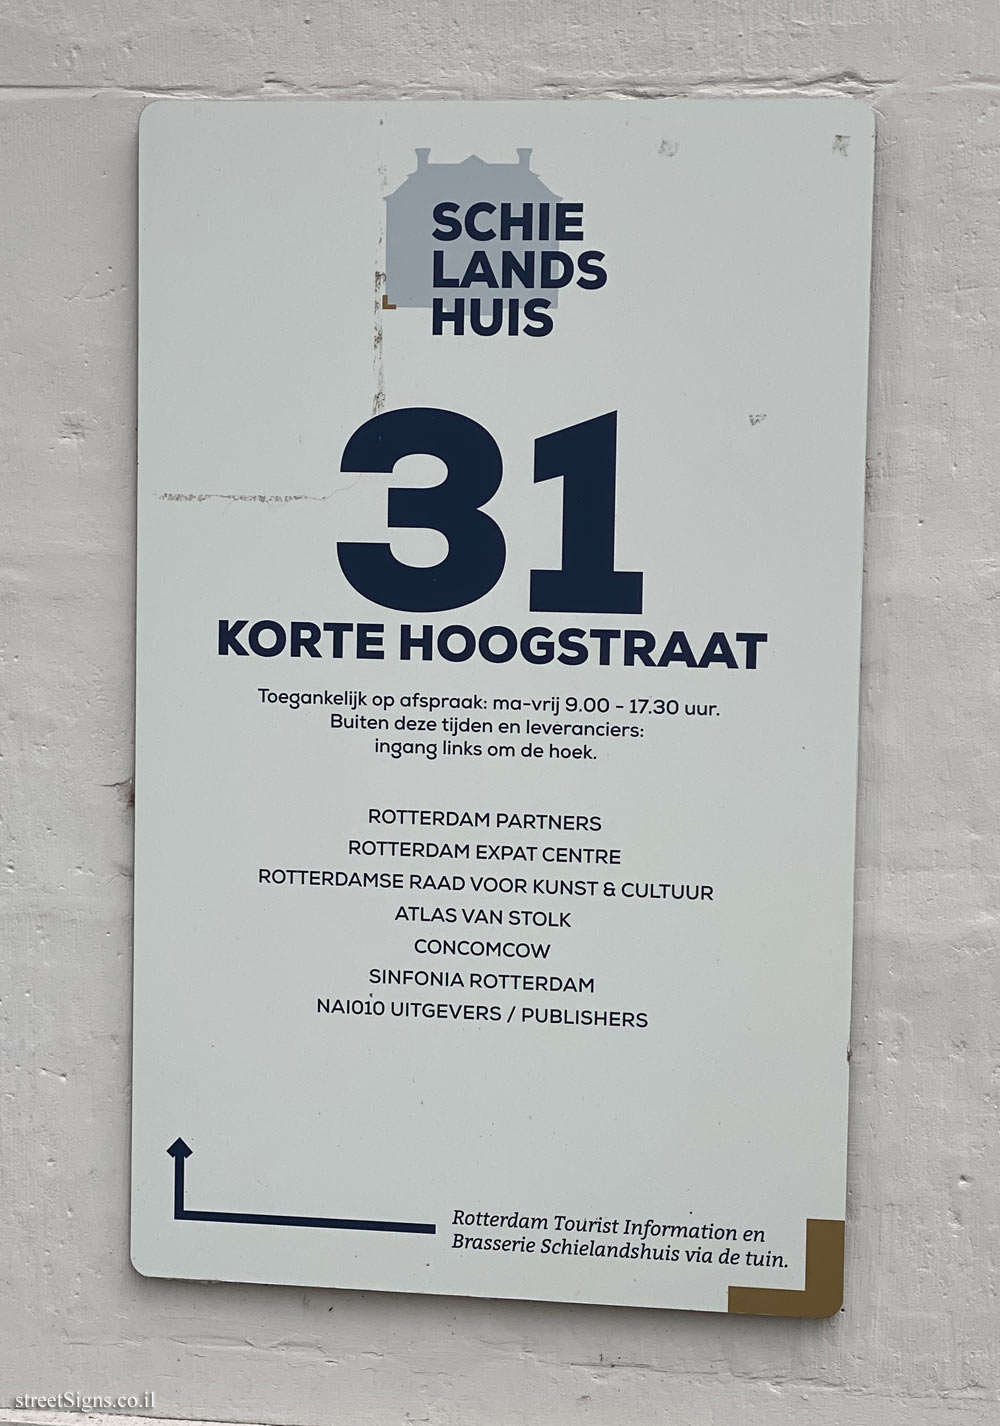 SCHIE
LANDS
HUIS
31
KORTE HOOGSTRAAT
Toegankelijk op afspraak: ma-vrij 9.00 - 17.30 uur.
Buiten deze tijden en leveranciers:
ingang links om de hoek.
ROTTERDAM PARTNERS
ROTTERDAM EXPAT CENTRE
ROTTERDAMSE RAAD VOOR KUNST & CULTUUR
ATLAS VAN STOLK
CONCOMCOW
SINFONIA ROTTERDAM
NAI010 UITGEVERS / PUBLISHERS
Rotterdam Tourist Information en
Brasserie Schielandshuis via de tuin.
streetSigns.co.il